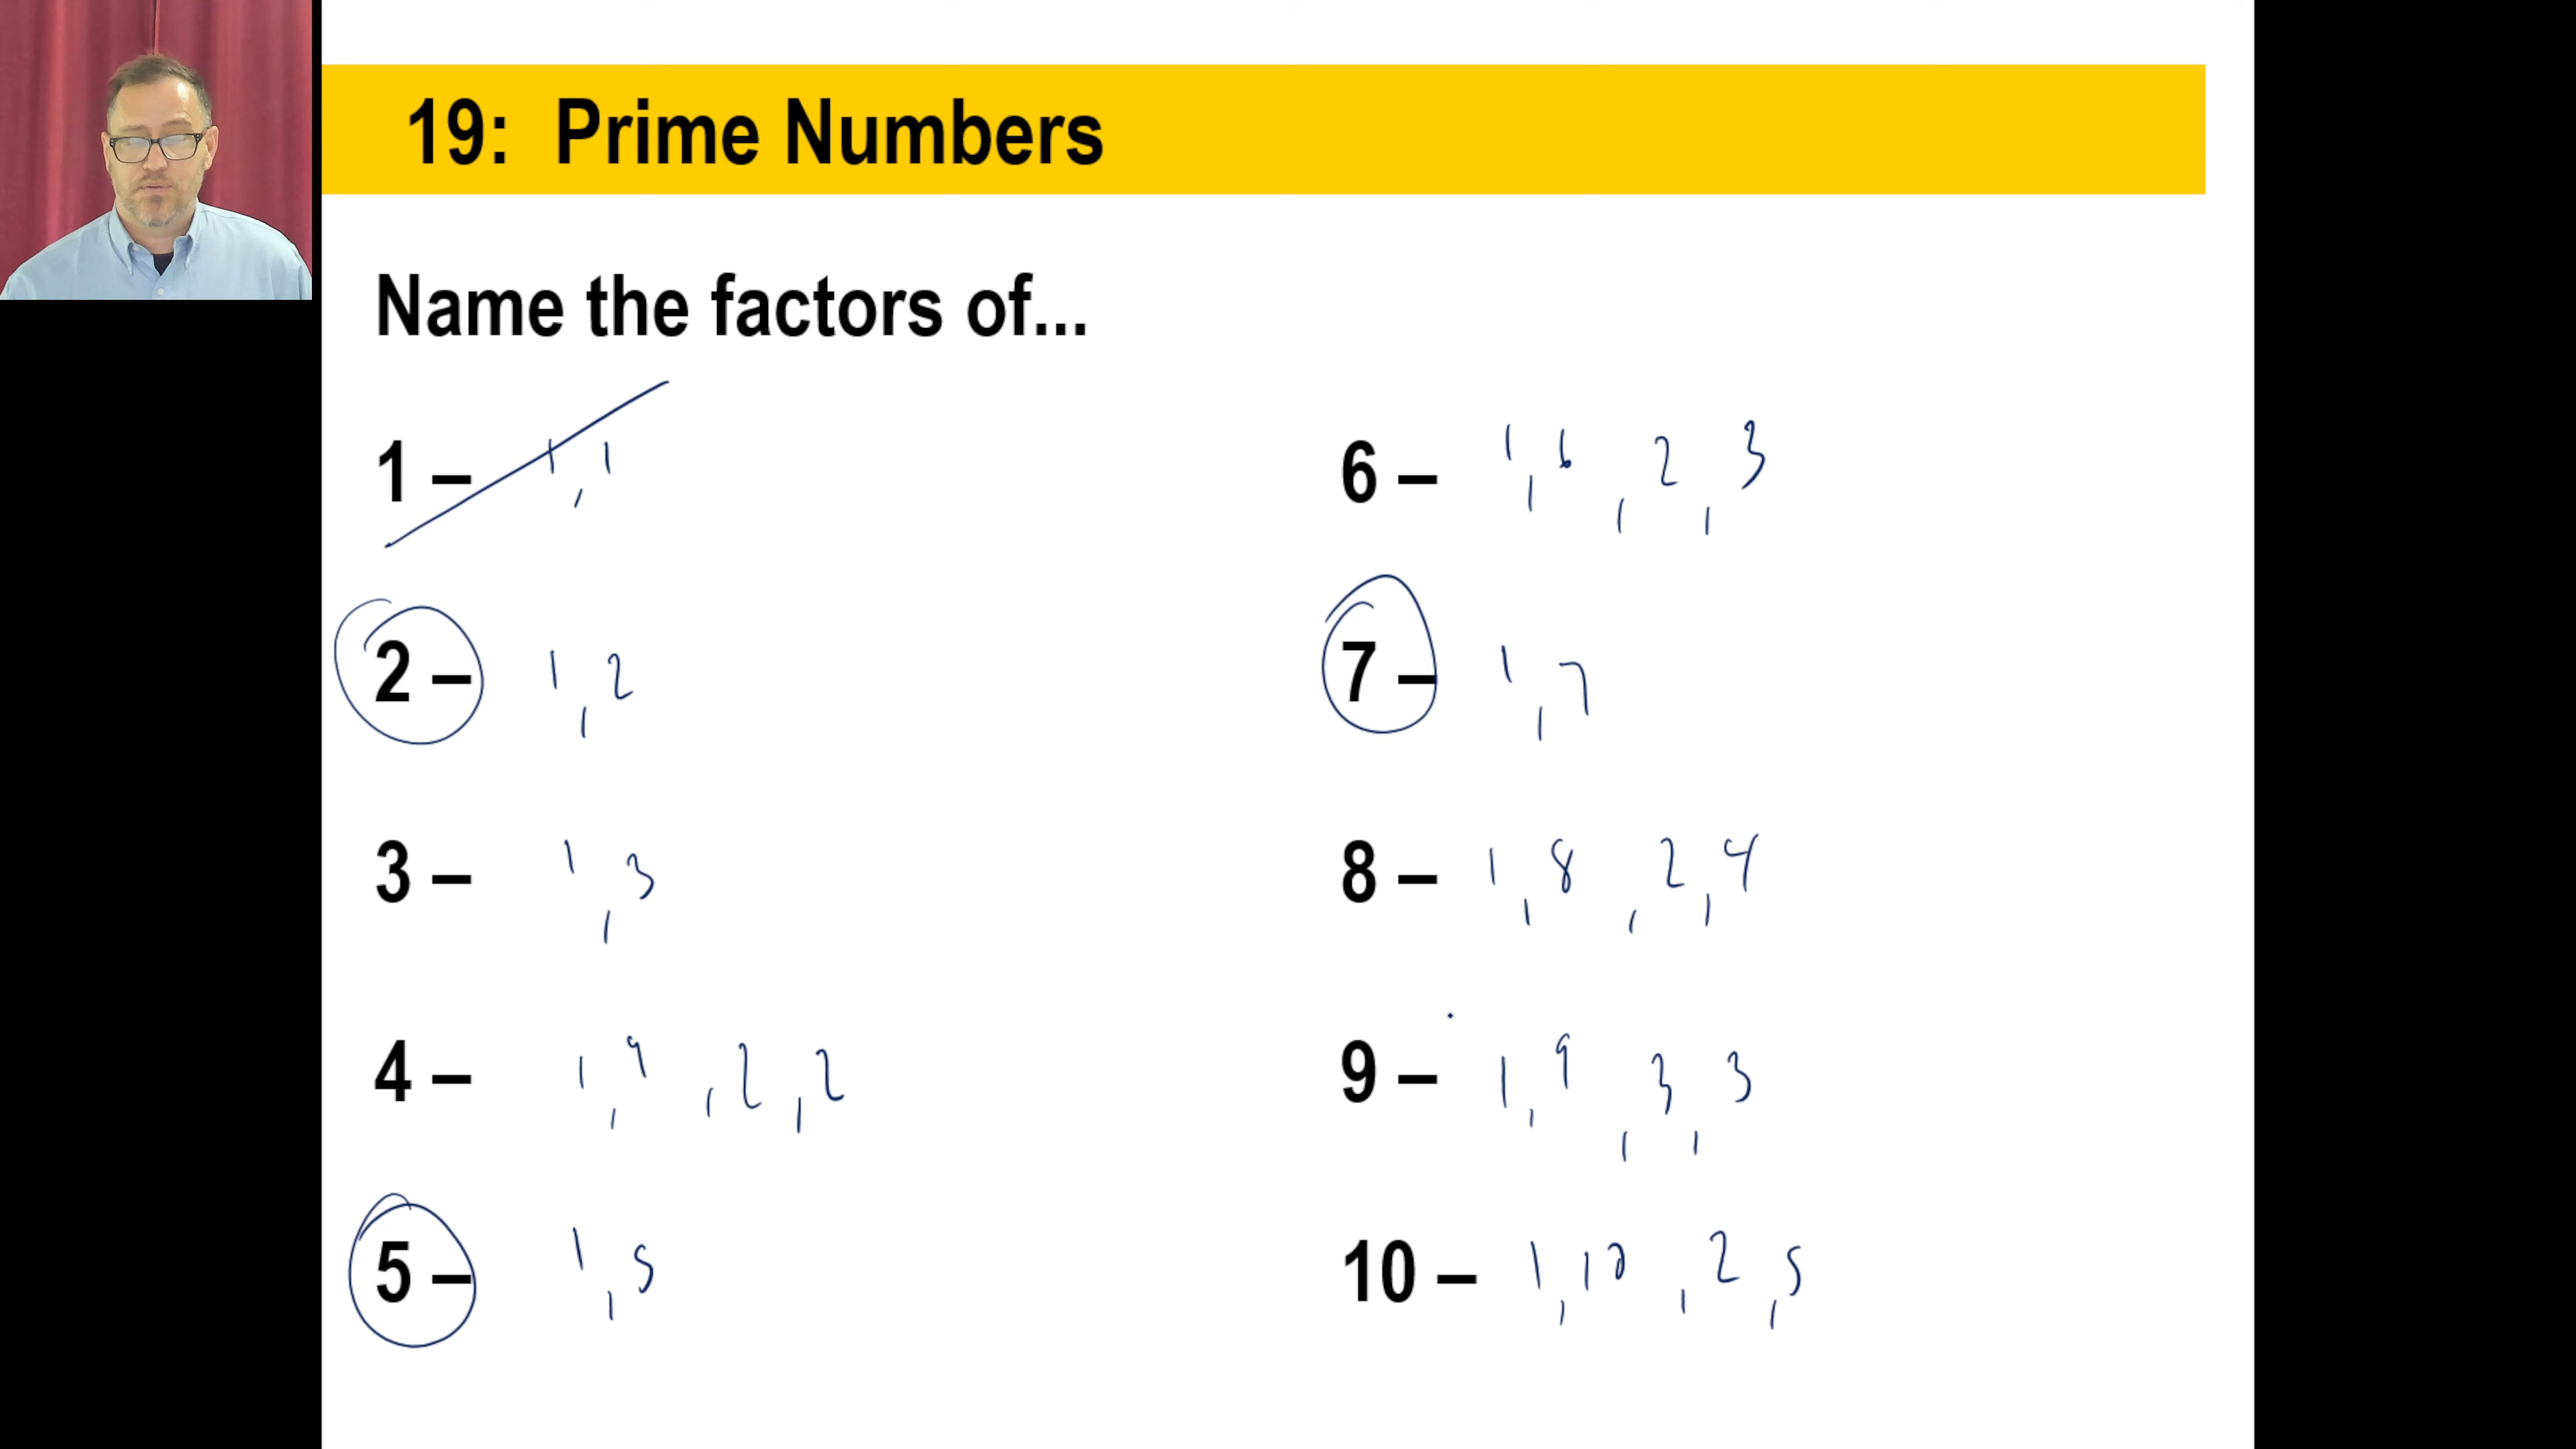 19: Prime Numbers
Name the factors of...
1 – 1, 1
2 – 1, 2
3 – 1, 3
4 – 1, 4, 2, 2
5 – 1, 5
6 – 1, 6, 2, 3
7 – 1, 7
8 – 1, 8, 2, 4
9 – 1, 9, 3, 3
10 – 1, 10, 2, 5